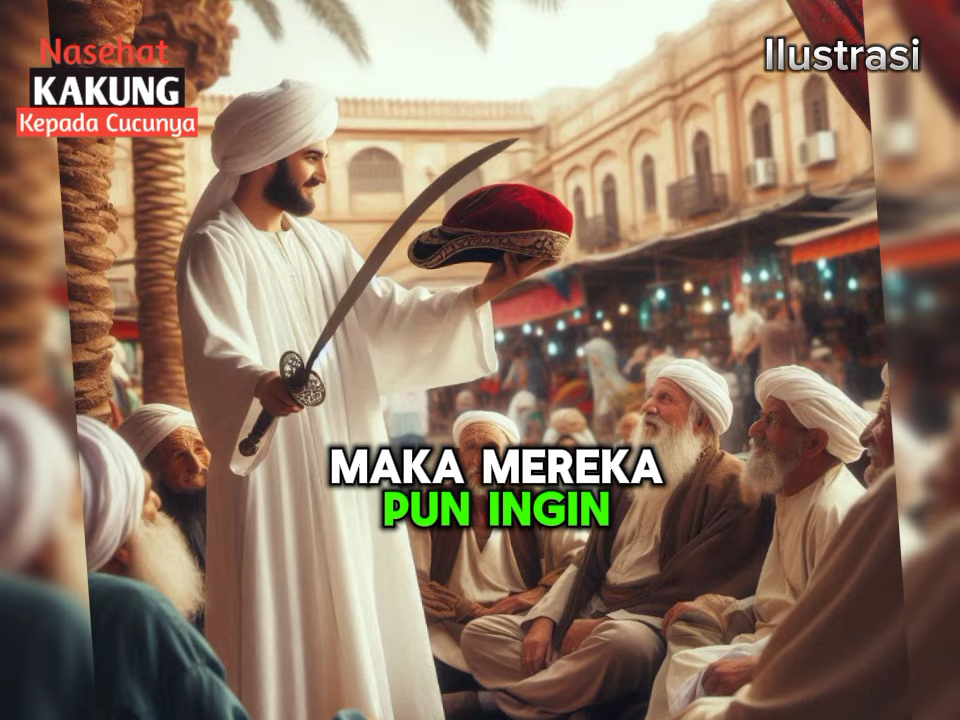 Nasehat
KAKUNG
Kepada Cucunya
Ilustrasi
MAKA MEREKA
PUN INGIN